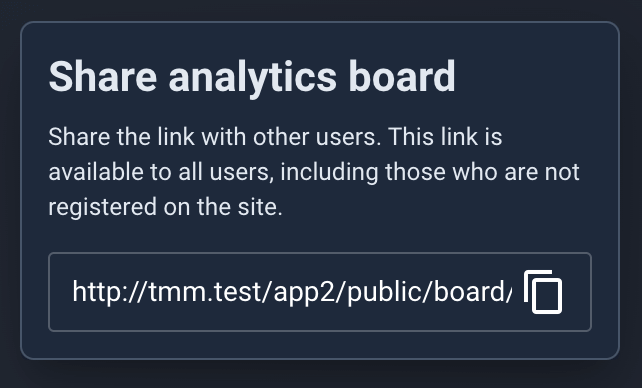 Share analytics board
Share the link with other users. This link is
available to all users, including those who are not
registered on the site.
http://tmm.test/app2/public/board/